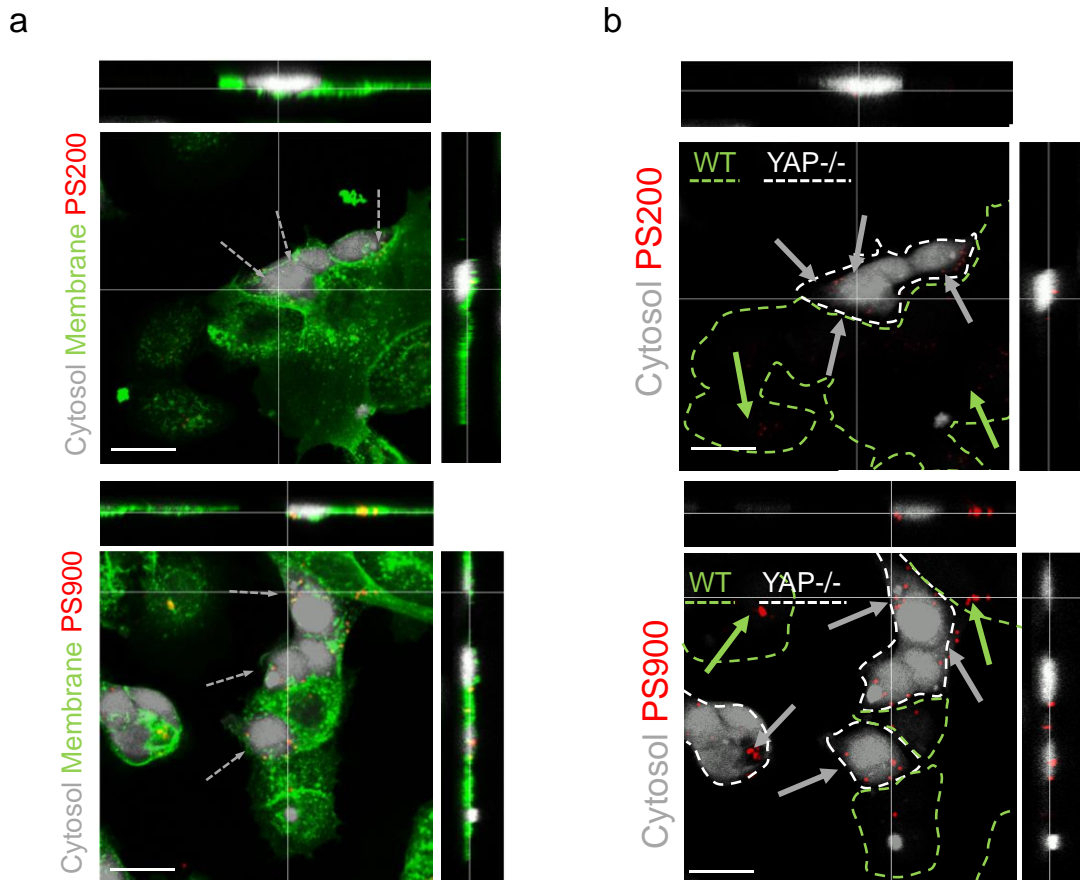 a
b
Cytosol Membrane PS200
Cytosol PS200
WT YAP-/-
Cytosol Membrane PS900
Cytosol PS900
WT YAP-/-